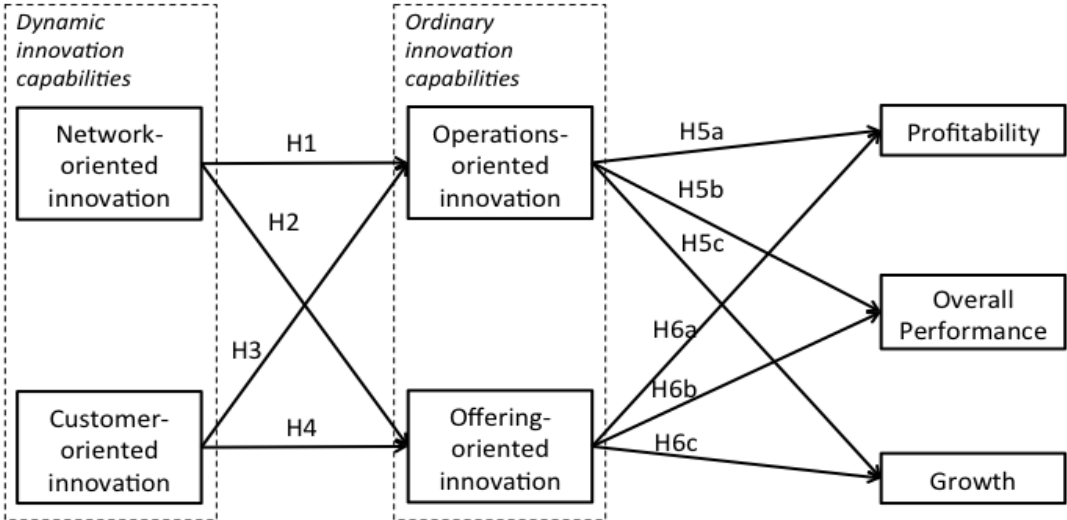 Dynamic
innovation
capabilities
Ordinary
innovation
capabilities
Network-
oriented
innovation
H1
H2
H3
H4
Customer-
oriented
innovation
Operations-
oriented
innovation
Offering-
oriented
innovation
H5a
H5b
H5c
H6a
H6b
H6c
Profitability
Overall
Performance
Growth